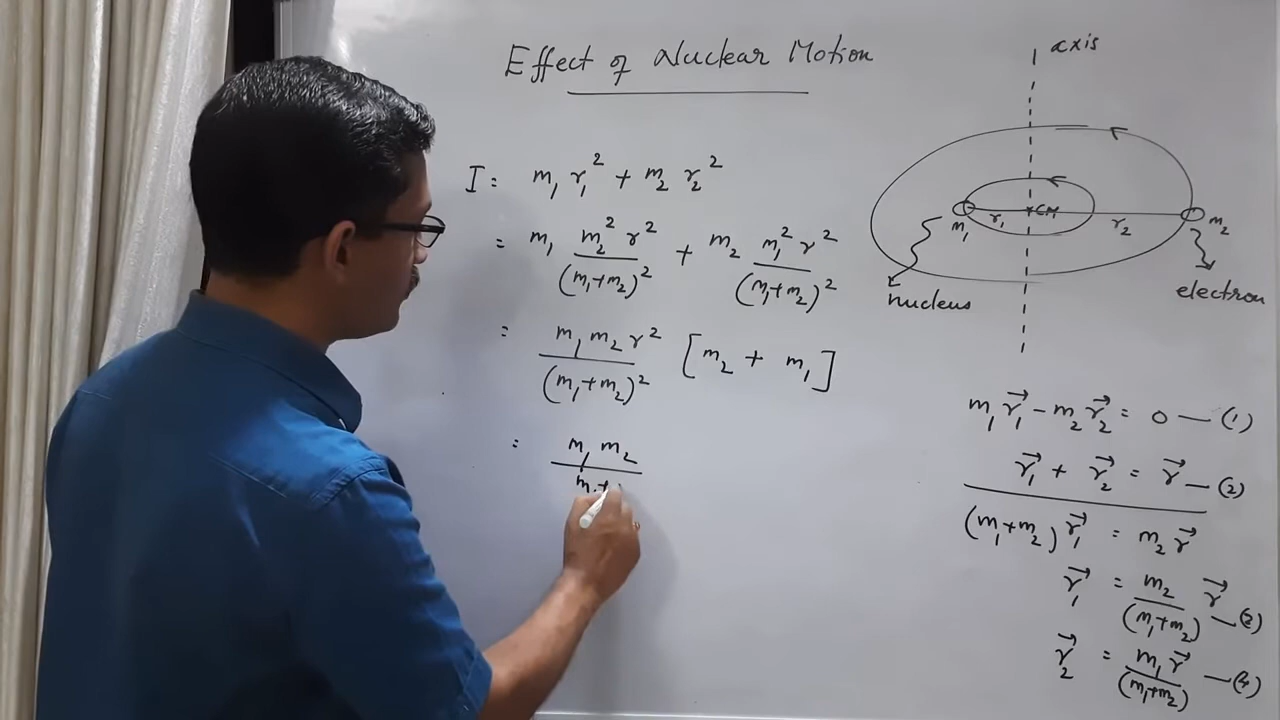 Effect of Nuclear Motion
I = m₁ r₁² + m₂ r₂²
= m₁ m₂² r² / (m₁+m₂)² + m₂ m₁² r² / (m₁+m₂)²
= m₁ m₂ r² / (m₁+m₂)² [m₂ + m₁]
= m₁ m₂ / m₁+
axis
r₁
CM
r₂
m₁
m₂
nucleus
electron
m₁ r⃗₁ - m₂ r⃗₂ = 0 — (1)
r⃗₁ + r⃗₂ = r⃗ — (2)
(m₁+m₂) r⃗₁ = m₂ r⃗
r⃗₁ = m₂ / (m₁+m₂) r⃗ — (3)
r⃗₂ = m₁ r⃗ / (m₁+m₂) — (4)